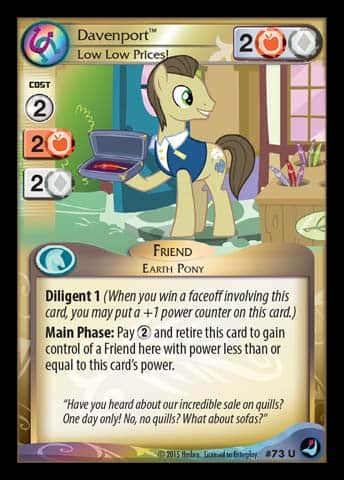 Davenport™
Low Low Prices!
2
COST
2
2
2
FRIEND
EARTH PONY
Diligent 1 (When you win a faceoff involving this
card, you may put a +1 power counter on this card.)
Main Phase: Pay 2 and retire this card to gain
control of a Friend here with power less than or
equal to this card's power.
“Have you heard about our incredible sale on quills?
One day only! No, no quills? What about sofas?”
© 2015 Hasbro. Licensed to Enterplay.
#73 U